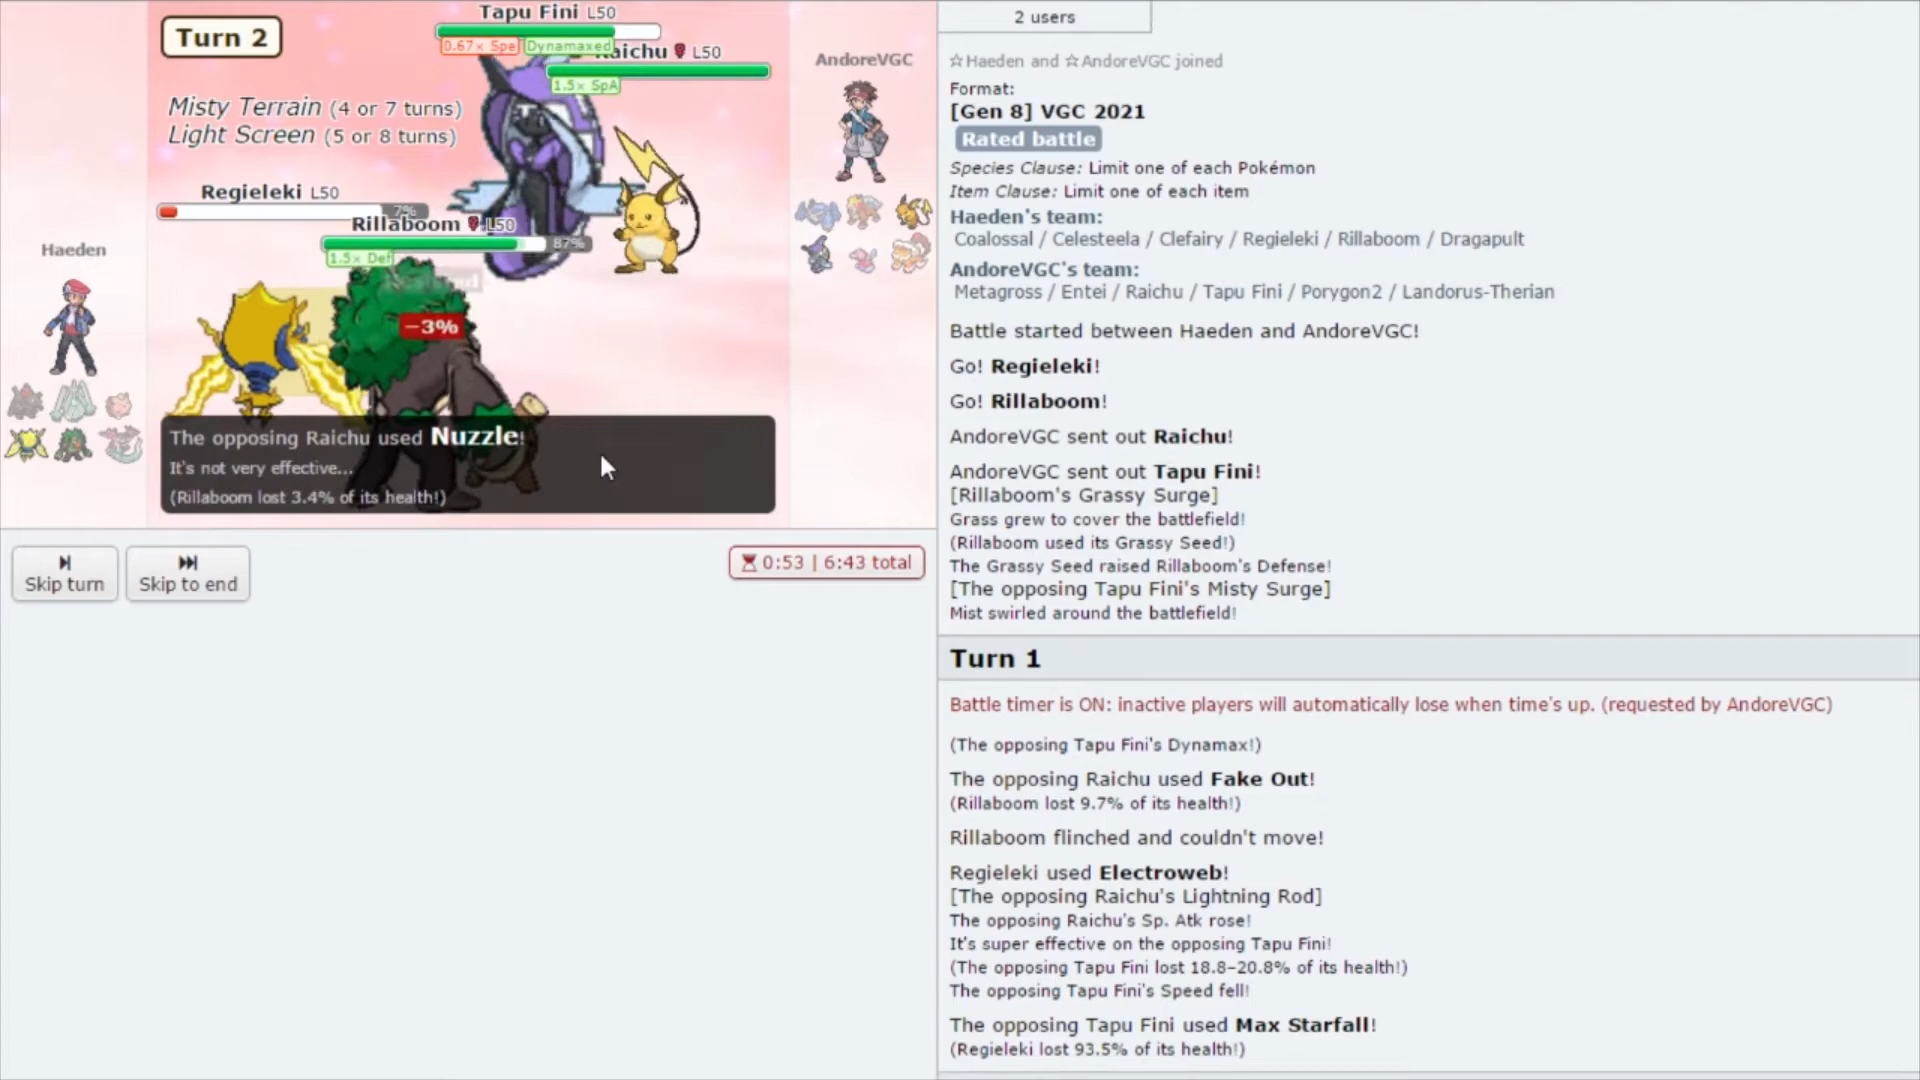 Turn 2
Tapu Fini L50
0.67× Spe Dynamaxed
Raichu L50
1.5× SpA
Misty Terrain (4 or 7 turns)
Light Screen (5 or 8 turns)
Regieleki L50
7%
Rillaboom L50
87%
1.5× Def
−3%
Haeden
AndoreVGC
The opposing Raichu used Nuzzle!
It's not very effective...
(Rillaboom lost 3.4% of its health!)
Skip turn
Skip to end
0:53 | 6:43 total
2 users
☆Haeden and ☆AndoreVGC joined
Format:
[Gen 8] VGC 2021
Rated battle
Species Clause: Limit one of each Pokémon
Item Clause: Limit one of each item
Haeden's team:
Coalossal / Celesteela / Clefairy / Regieleki / Rillaboom / Dragapult
AndoreVGC's team:
Metagross / Entei / Raichu / Tapu Fini / Porygon2 / Landorus-Therian
Battle started between Haeden and AndoreVGC!
Go! Regieleki!
Go! Rillaboom!
AndoreVGC sent out Raichu!
AndoreVGC sent out Tapu Fini!
[Rillaboom's Grassy Surge]
Grass grew to cover the battlefield!
(Rillaboom used its Grassy Seed!)
The Grassy Seed raised Rillaboom's Defense!
[The opposing Tapu Fini's Misty Surge]
Mist swirled around the battlefield!
Turn 1
Battle timer is ON: inactive players will automatically lose when time's up. (requested by AndoreVGC)
(The opposing Tapu Fini's Dynamax!)
The opposing Raichu used Fake Out!
(Rillaboom lost 9.7% of its health!)
Rillaboom flinched and couldn't move!
Regieleki used Electroweb!
[The opposing Raichu's Lightning Rod]
The opposing Raichu's Sp. Atk rose!
It's super effective on the opposing Tapu Fini!
(The opposing Tapu Fini lost 18.8–20.8% of its health!)
The opposing Tapu Fini's Speed fell!
The opposing Tapu Fini used Max Starfall!
(Regieleki lost 93.5% of its health!)